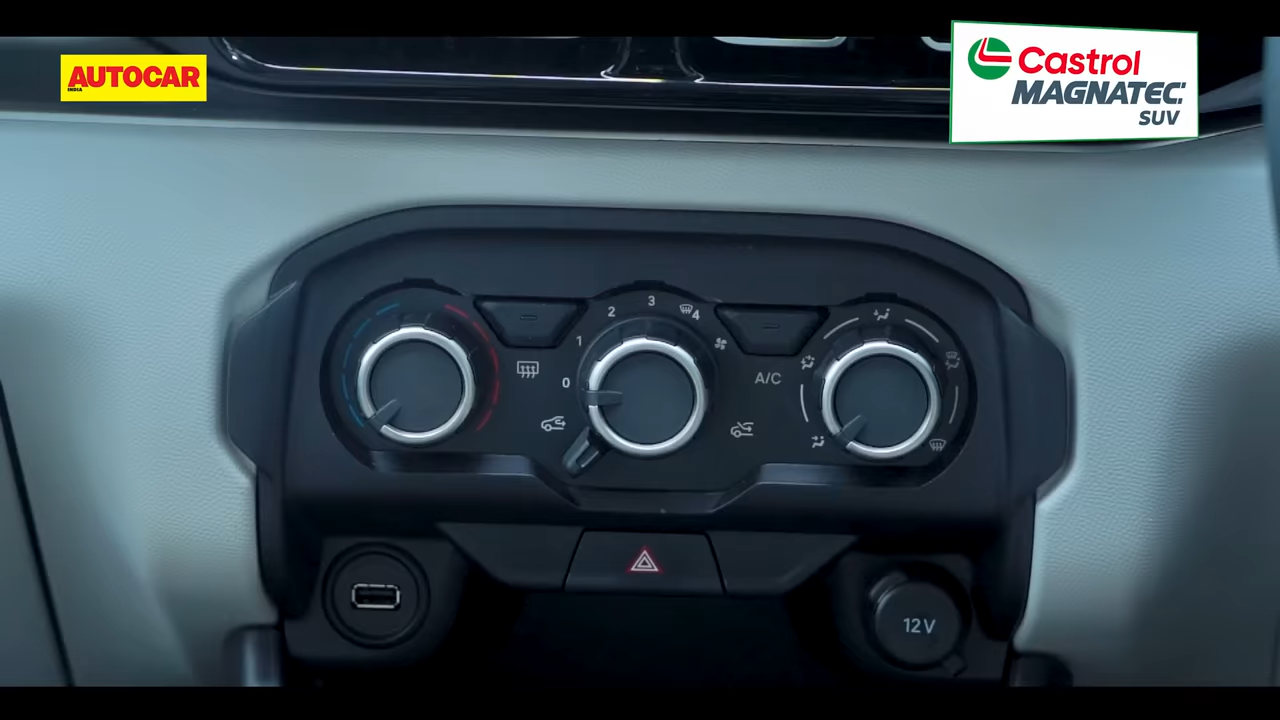 AUTOCAR
INDIA
Castrol
MAGNATEC
SUV
3
2
4
1
0
A/C
12V